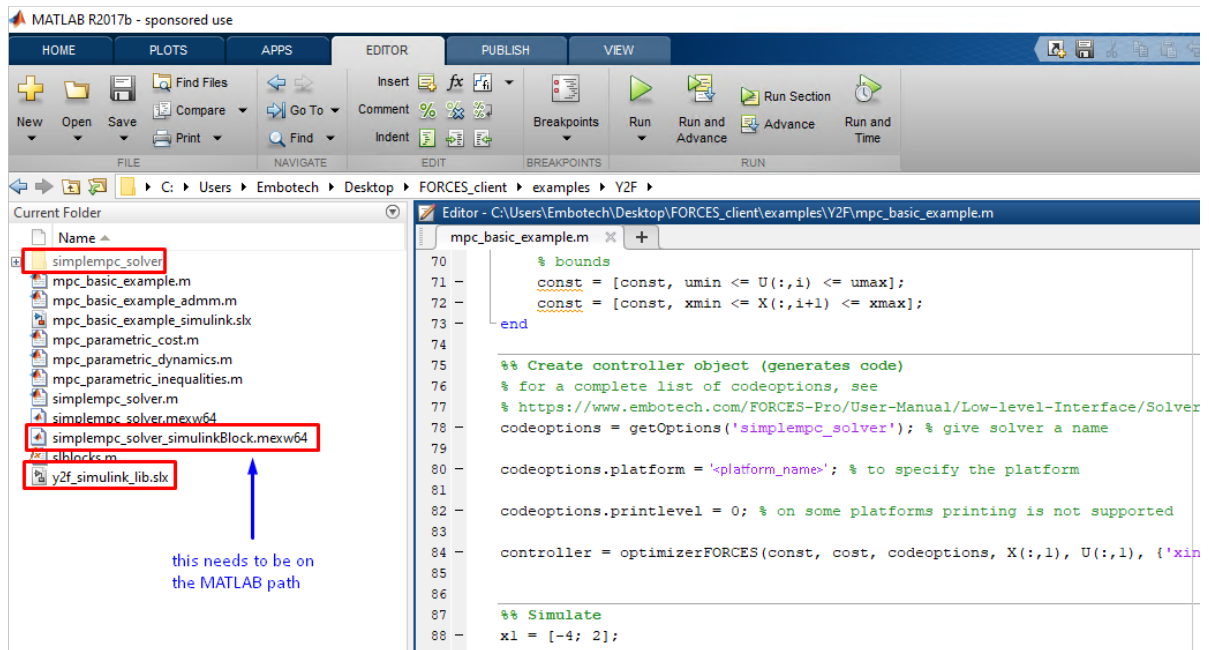 MATLAB R2017b - sponsored use
HOME PLOTS APPS EDITOR PUBLISH VIEW
New Open Save Find Files Compare Print Go To Find Insert fx Comment Indent Breakpoints Run Run and Advance Run Section Advance Run and Time
FILE NAVIGATE EDIT BREAKPOINTS RUN
C: Users Embotech Desktop FORCES_client examples Y2F
Current Folder
Name
simplempc_solver
mpc_basic_example.m
mpc_basic_example_admm.m
mpc_basic_example_simulink.slx
mpc_parametric_cost.m
mpc_parametric_dynamics.m
mpc_parametric_inequalities.m
simplempc_solver.m
simplempc_solver.mexw64
simplempc_solver_simulinkBlock.mexw64
slblocks.m
y2f_simulink_lib.slx
this needs to be on
the MATLAB path
Editor - C:\Users\Embotech\Desktop\FORCES_client\examples\Y2F\mpc_basic_example.m
mpc_basic_example.m
70 % bounds
71 - const = [const, umin <= U(:,i) <= umax];
72 - const = [const, xmin <= X(:,i+1) <= xmax];
73 - end
74
75 %% Create controller object (generates code)
76 % for a complete list of codeoptions, see
77 % https://www.embotech.com/FORCES-Pro/User-Manual/Low-level-Interface/Solver
78 - codeoptions = getOptions('simplempc_solver'); % give solver a name
79
80 - codeoptions.platform = '<platform_name>'; % to specify the platform
81
82 - codeoptions.printlevel = 0; % on some platforms printing is not supported
83
84 - controller = optimizerFORCES(const, cost, codeoptions, X(:,1), U(:,1), {'xin
85
86
87 %% Simulate
88 - x1 = [-4; 2];